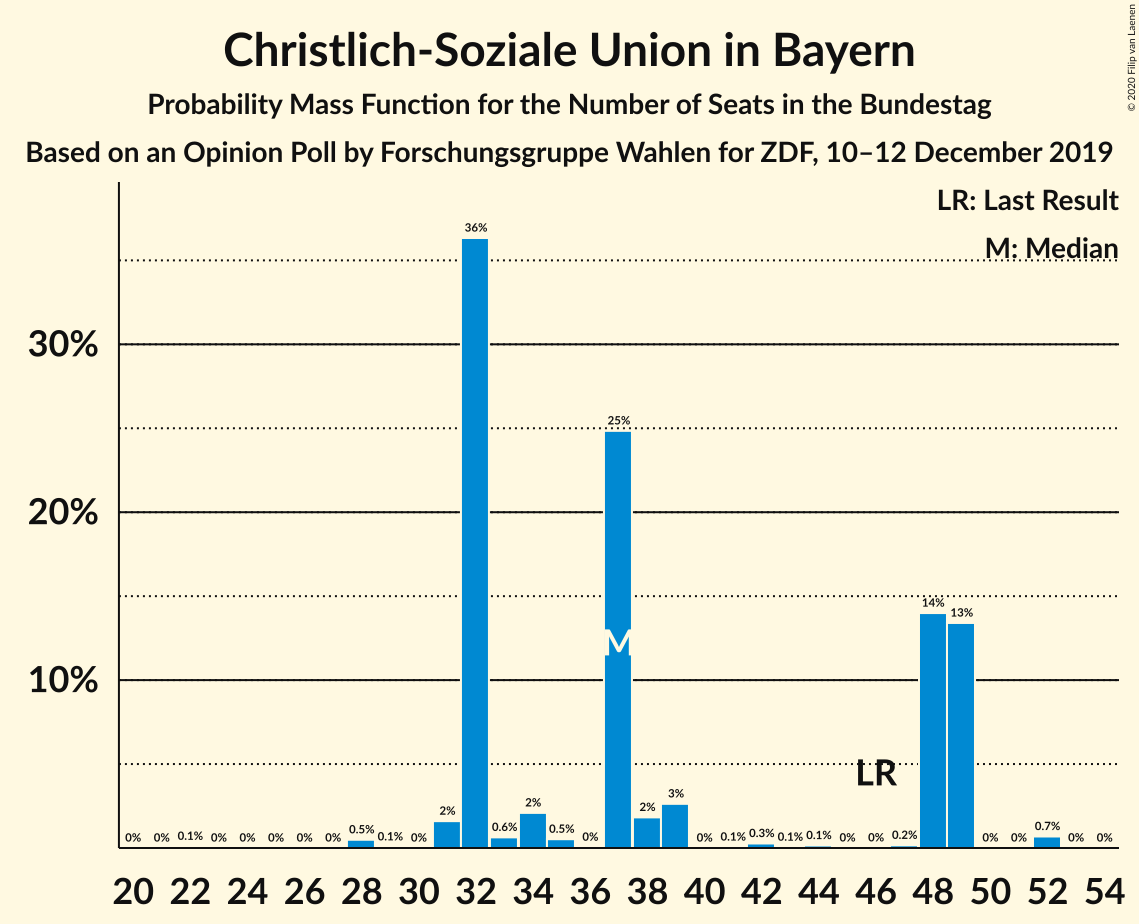 Christlich-Soziale Union in Bayern
Probability Mass Function for the Number of Seats in the Bundestag
Based on an Opinion Poll by Forschungsgruppe Wahlen for ZDF, 10–12 December 2019
© 2020 Filip van Laenen
LR: Last Result
M: Median
36%
30%
25%
20%
14%
13%
M
10%
LR
0% 0% 0.1% 0% 0% 0% 0% 0% 0.5% 0.1% 0% 2% 0.6% 2% 0.5% 0% 2% 3% 0% 0.1% 0.3% 0.1% 0.1% 0% 0% 0.2% 0% 0% 0.7% 0% 0%
20 22 24 26 28 30 32 34 36 38 40 42 44 46 48 50 52 54